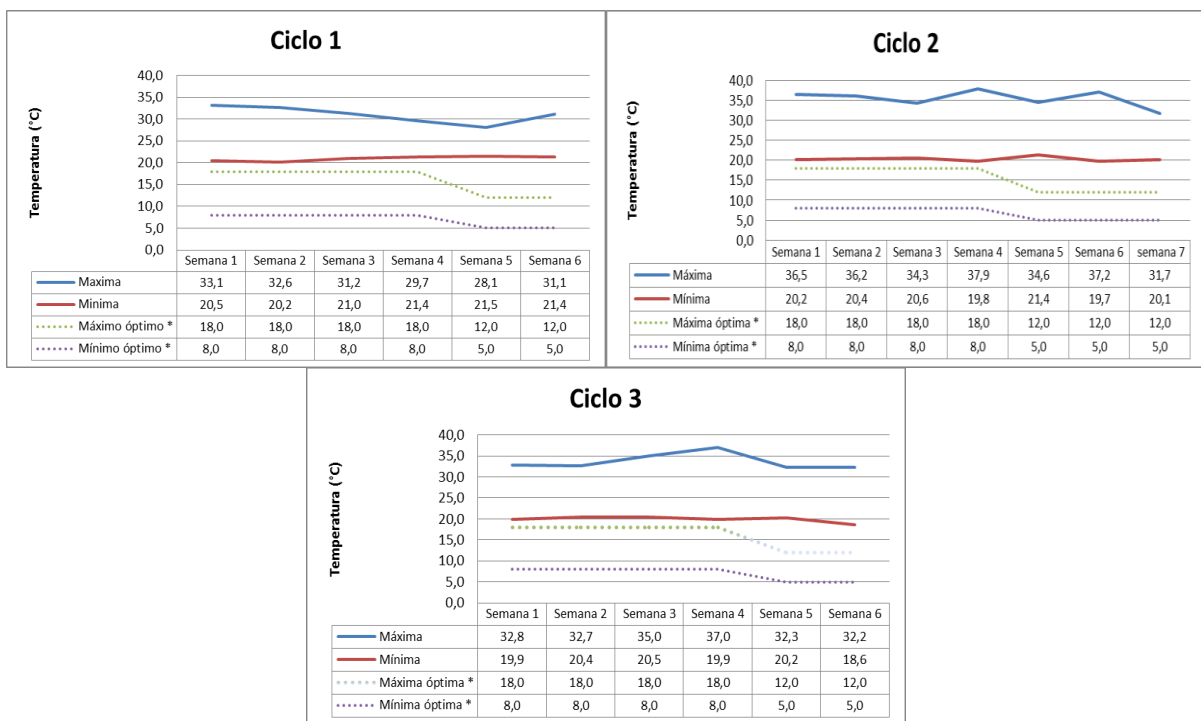 Ciclo 1
Temperatura (°C)
40,0
35,0
30,0
25,0
20,0
15,0
10,0
5,0
0,0
Semana 1 Semana 2 Semana 3 Semana 4 Semana 5 Semana 6
Maxima 33,1 32,6 31,2 29,7 28,1 31,1
Minima 20,5 20,2 21,0 21,4 21,5 21,4
Máximo óptimo * 18,0 18,0 18,0 18,0 12,0 12,0
Mínimo óptimo * 8,0 8,0 8,0 8,0 5,0 5,0
Ciclo 2
Temperatura (°C)
40,0
35,0
30,0
25,0
20,0
15,0
10,0
5,0
0,0
Semana 1 Semana 2 Semana 3 Semana 4 Semana 5 Semana 6 semana 7
Máxima 36,5 36,2 34,3 37,9 34,6 37,2 31,7
Mínima 20,2 20,4 20,6 19,8 21,4 19,7 20,1
Máxima óptima * 18,0 18,0 18,0 18,0 12,0 12,0 12,0
Mínima óptima * 8,0 8,0 8,0 8,0 5,0 5,0 5,0
Ciclo 3
Temperatura (°C)
40,0
35,0
30,0
25,0
20,0
15,0
10,0
5,0
0,0
Semana 1 Semana 2 Semana 3 Semana 4 Semana 5 Semana 6
Máxima 32,8 32,7 35,0 37,0 32,3 32,2
Mínima 19,9 20,4 20,5 19,9 20,2 18,6
Máxima óptima * 18,0 18,0 18,0 18,0 12,0 12,0
Mínima óptima * 8,0 8,0 8,0 8,0 5,0 5,0